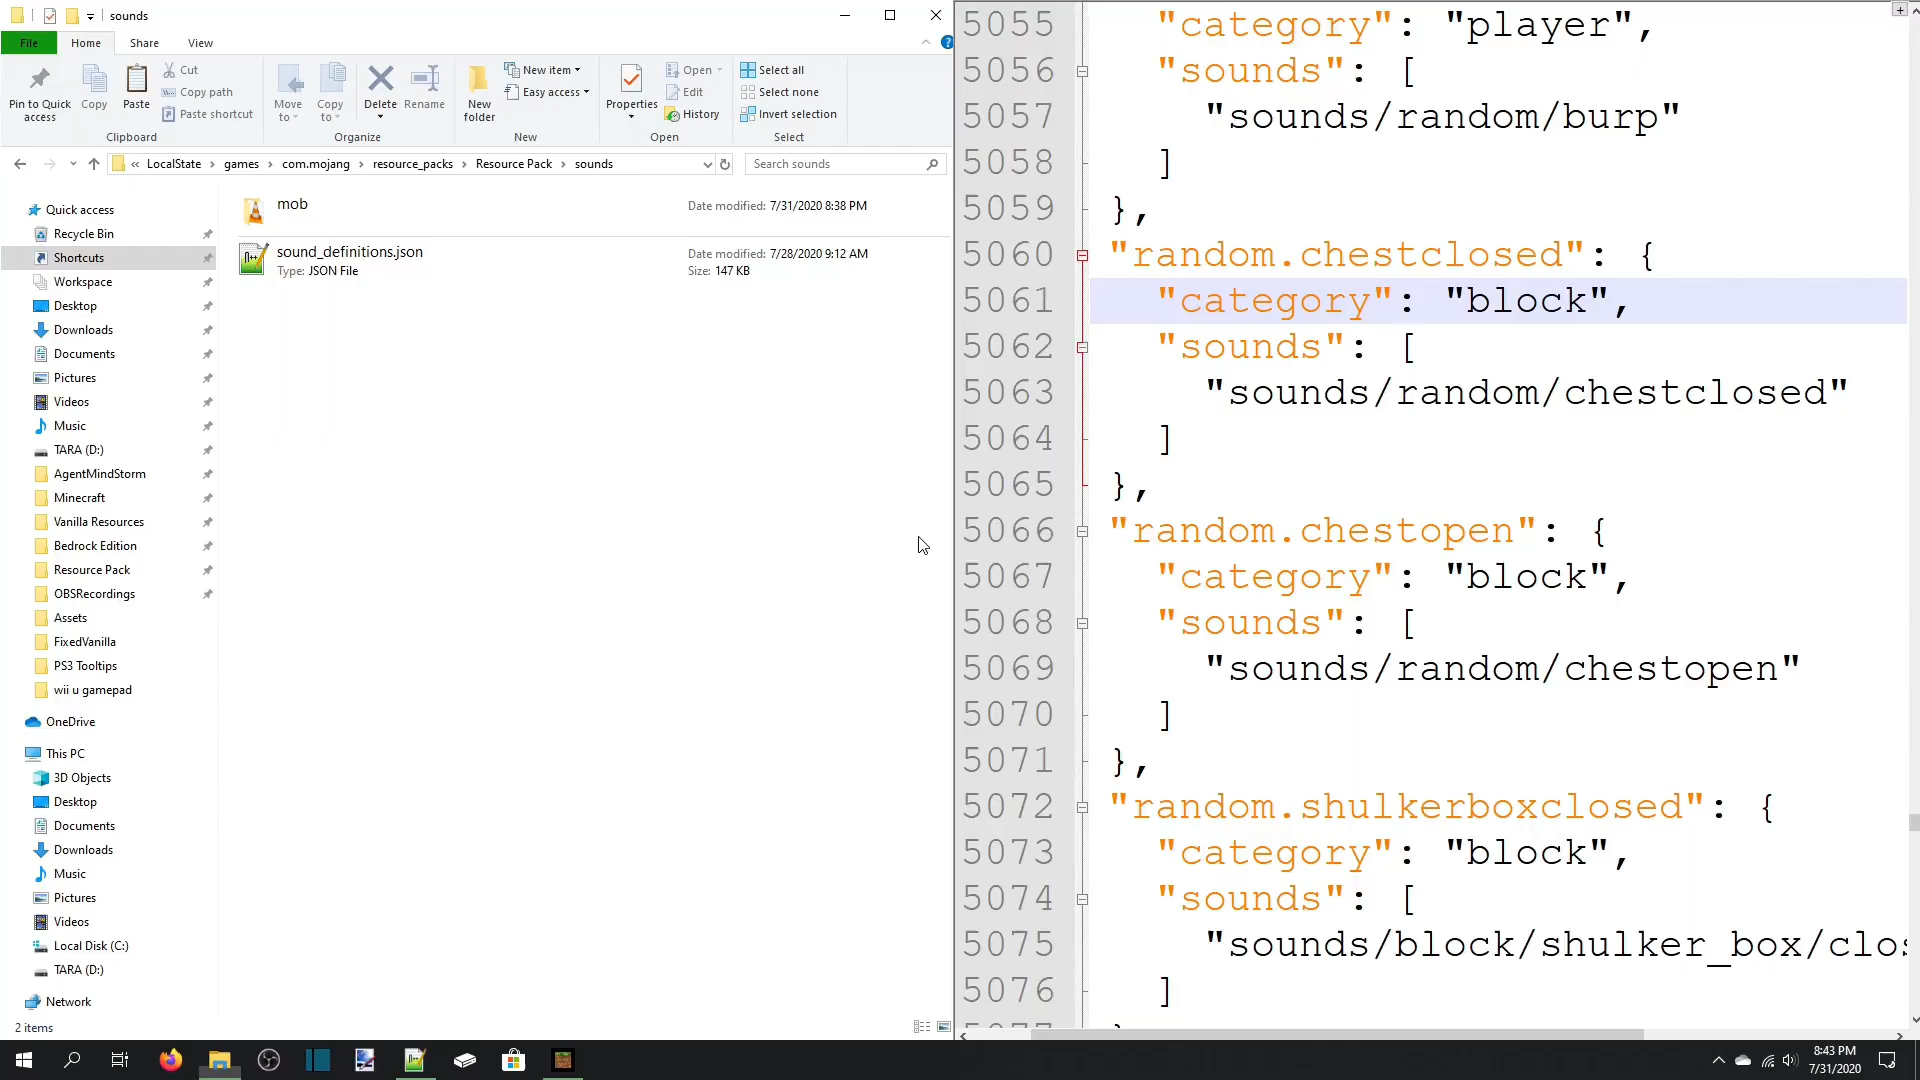 sounds
File Home Share View
Pin to Quick access
Copy
Paste
Cut
Copy path
Paste shortcut
Clipboard
Move to
Copy to
Delete
Rename
Organize
New folder
New item
Easy access
New
Properties
Open
Edit
History
Open
Select all
Select none
Invert selection
Select
« LocalState > games > com.mojang > resource_packs > Resource Pack > sounds
Search sounds
Quick access
Recycle Bin
Shortcuts
Workspace
Desktop
Downloads
Documents
Pictures
Videos
Music
TARA (D:)
AgentMindStorm
Minecraft
Vanilla Resources
Bedrock Edition
Resource Pack
OBSRecordings
Assets
FixedVanilla
PS3 Tooltips
wii u gamepad
OneDrive
This PC
3D Objects
Desktop
Documents
Downloads
Music
Pictures
Videos
Local Disk (C:)
TARA (D:)
Network
2 items
mob
Date modified: 7/31/2020 8:38 PM
sound_definitions.json
Type: JSON File
Date modified: 7/28/2020 9:12 AM
Size: 147 KB
5055 "category": "player",
5056 "sounds": [
5057 "sounds/random/burp"
5058 ]
5059 },
5060 "random.chestclosed": {
5061 "category": "block",
5062 "sounds": [
5063 "sounds/random/chestclosed"
5064 ]
5065 },
5066 "random.chestopen": {
5067 "category": "block",
5068 "sounds": [
5069 "sounds/random/chestopen"
5070 ]
5071 },
5072 "random.shulkerboxclosed": {
5073 "category": "block",
5074 "sounds": [
5075 "sounds/block/shulker_box/clos
5076 ]
8:43 PM
7/31/2020